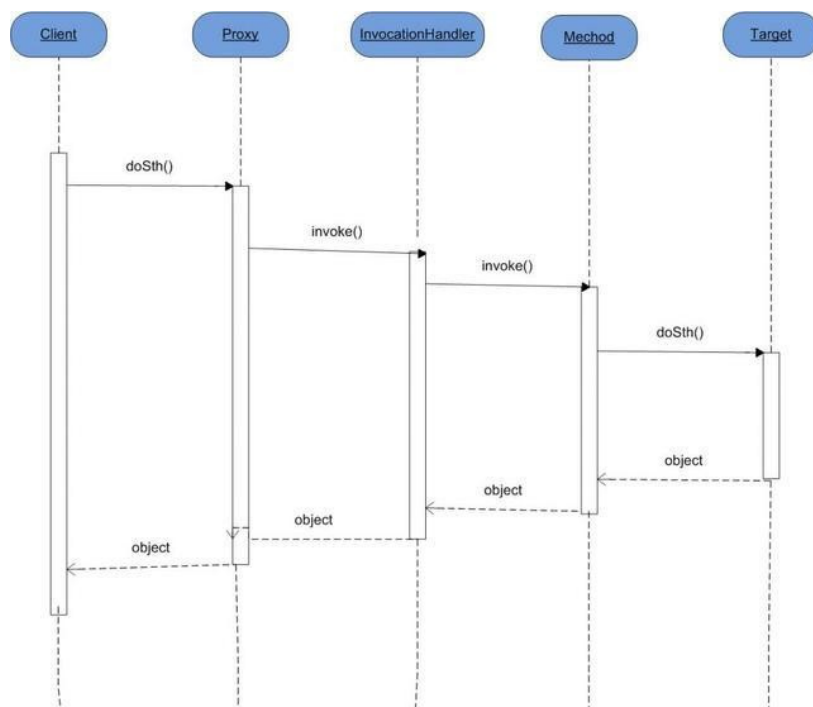 Client
Proxy
InvocationHandler
Mechod
Target
doSth()
invoke()
invoke()
doSth()
object
object
object
object